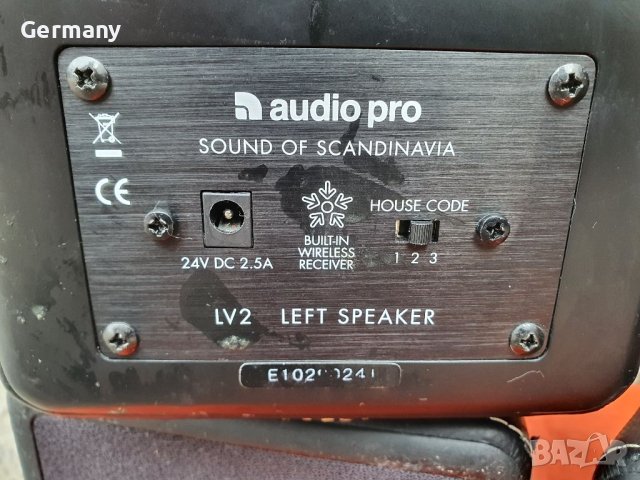 Germany
audio pro
SOUND OF SCANDINAVIA
CE
HOUSE CODE
BUILT-IN
WIRELESS
RECEIVER
24V DC 2.5A
1 2 3
LV2 LEFT SPEAKER
BAZAR